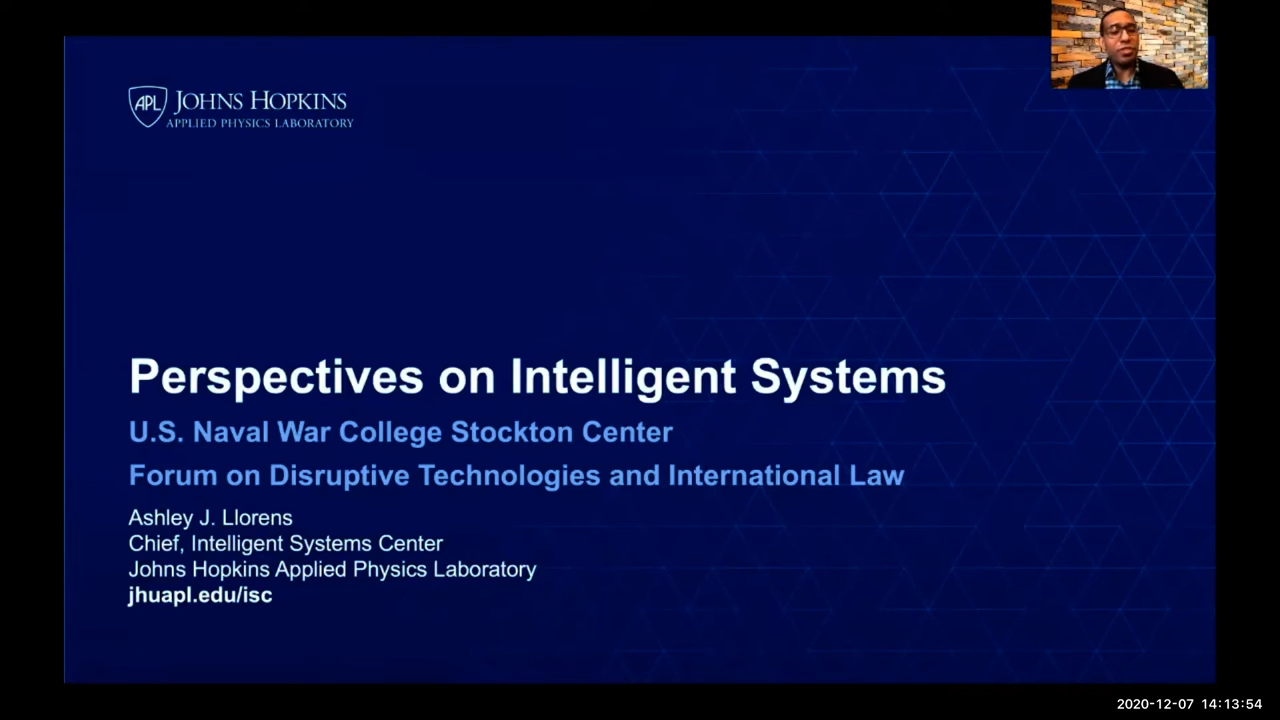 APL JOHNS HOPKINS
APPLIED PHYSICS LABORATORY
Perspectives on Intelligent Systems
U.S. Naval War College Stockton Center
Forum on Disruptive Technologies and International Law
Ashley J. Llorens
Chief, Intelligent Systems Center
Johns Hopkins Applied Physics Laboratory
jhuapl.edu/isc
2020-12-07 14:13:54